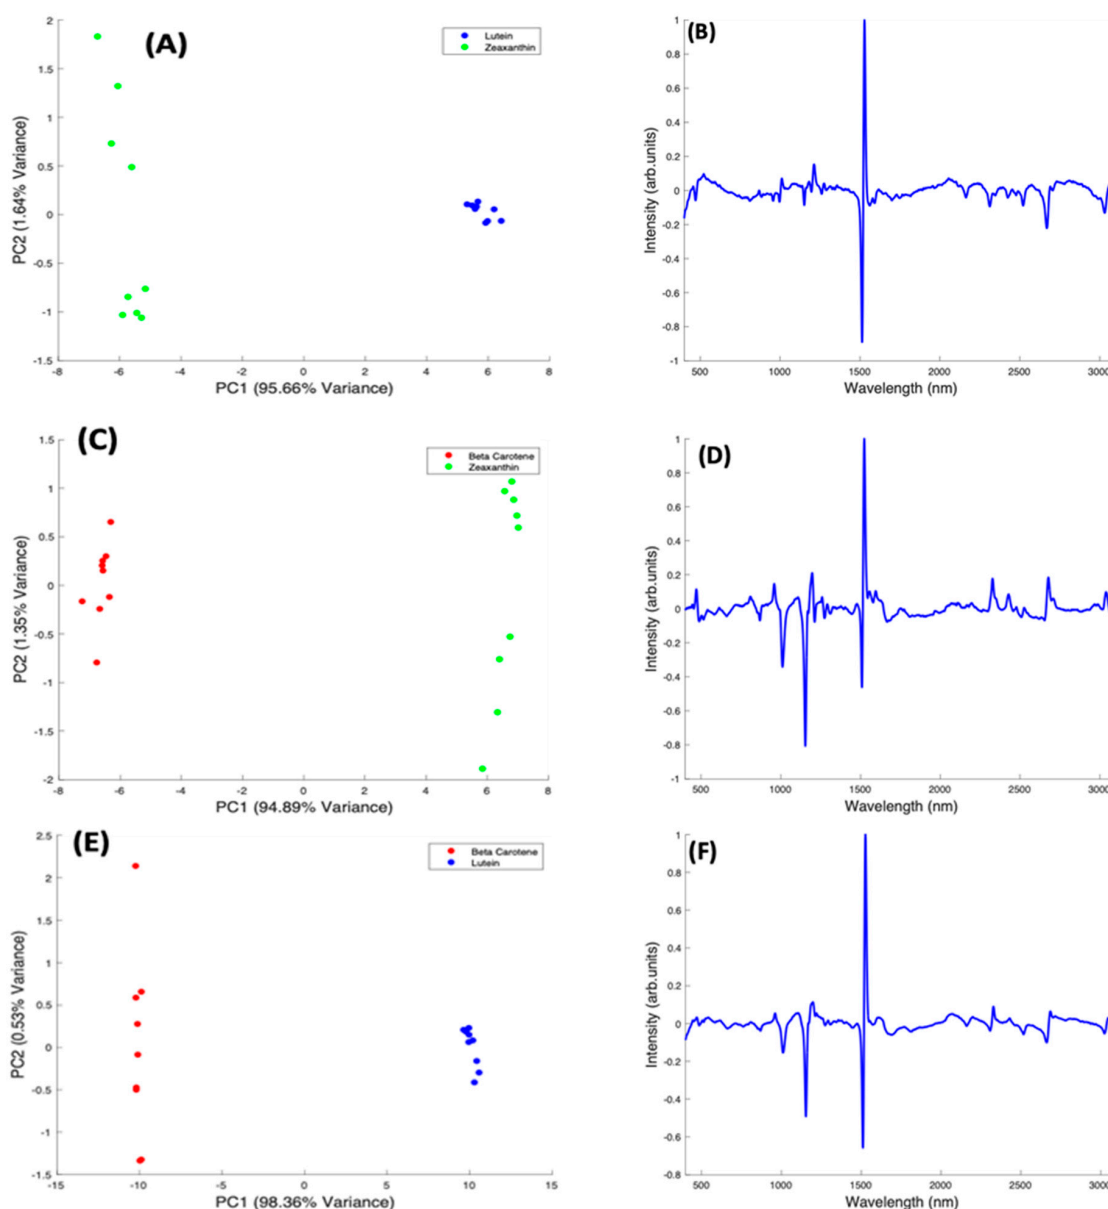 (A)
Lutein
Zeaxanthin
2
1.5
1
0.5
0
-0.5
-1
-1.5
PC2 (1.64% Variance)
-8 -6 -4 -2 0 2 4 6 8
PC1 (95.66% Variance)
(B)
1
0.8
0.6
0.4
0.2
0
-0.2
-0.4
-0.6
-0.8
-1
Intensity (arb.units)
500 1000 1500 2000 2500 3000
Wavelength (nm)
(C)
Beta Carotene
Zeaxanthin
1.5
1
0.5
0
-0.5
-1
-1.5
-2
PC2 (1.35% Variance)
-8 -6 -4 -2 0 2 4 6 8
PC1 (94.89% Variance)
(D)
1
0.8
0.6
0.4
0.2
0
-0.2
-0.4
-0.6
-0.8
-1
Intensity (arb.units)
500 1000 1500 2000 2500 3000
Wavelength (nm)
(E)
Beta Carotene
Lutein
2.5
2
1.5
1
0.5
0
-0.5
-1
-1.5
PC2 (0.53% Variance)
-15 -10 -5 0 5 10 15
PC1 (98.36% Variance)
(F)
1
0.8
0.6
0.4
0.2
0
-0.2
-0.4
-0.6
-0.8
Intensity (arb.units)
500 1000 1500 2000 2500 3000
Wavelength (nm)